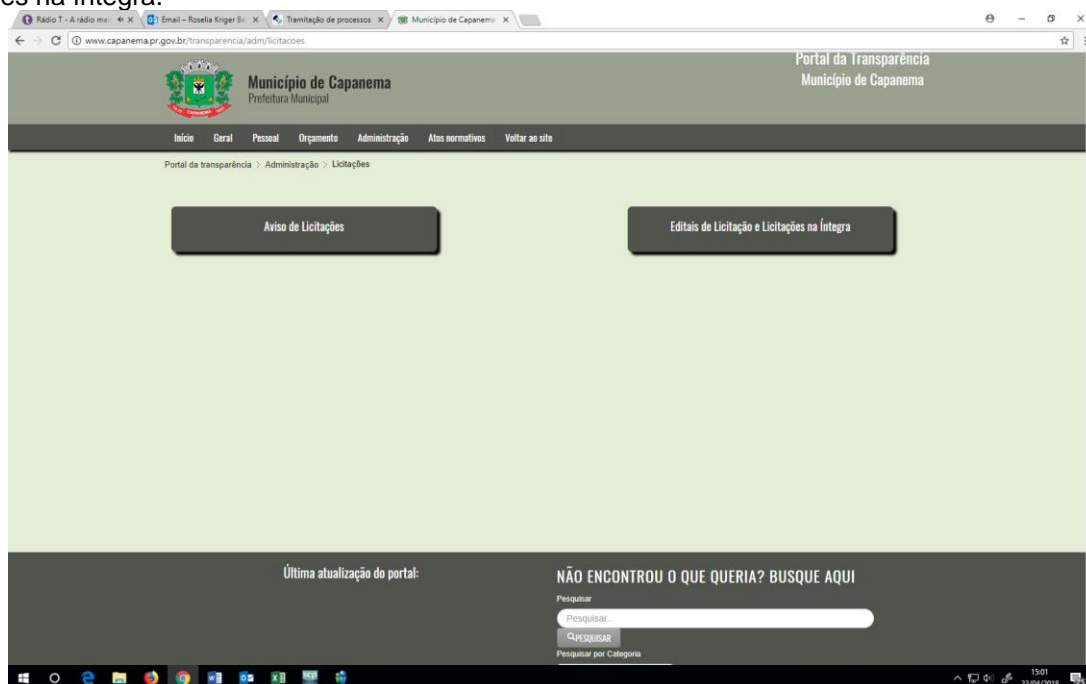 es na íntegra.
Rádio T - A rádio mai
Email – Roselia Kriger Be
Tramitação de processos
Município de Capanema
www.capanema.pr.gov.br/transparencia/adm/licitacoes
Portal da Transparência
Município de Capanema
Município de Capanema
Prefeitura Municipal
Início Geral Pessoal Orçamento Administração Atos normativos Voltar ao site
Portal da transparência > Administração > Licitações
Aviso de Licitações
Editais de Licitação e Licitações na Íntegra
Última atualização do portal:
NÃO ENCONTROU O QUE QUERIA? BUSQUE AQUI
Pesquisar
Pesquisar...
PESQUISAR
Pesquisar por Categoria
15:01
23/04/2018